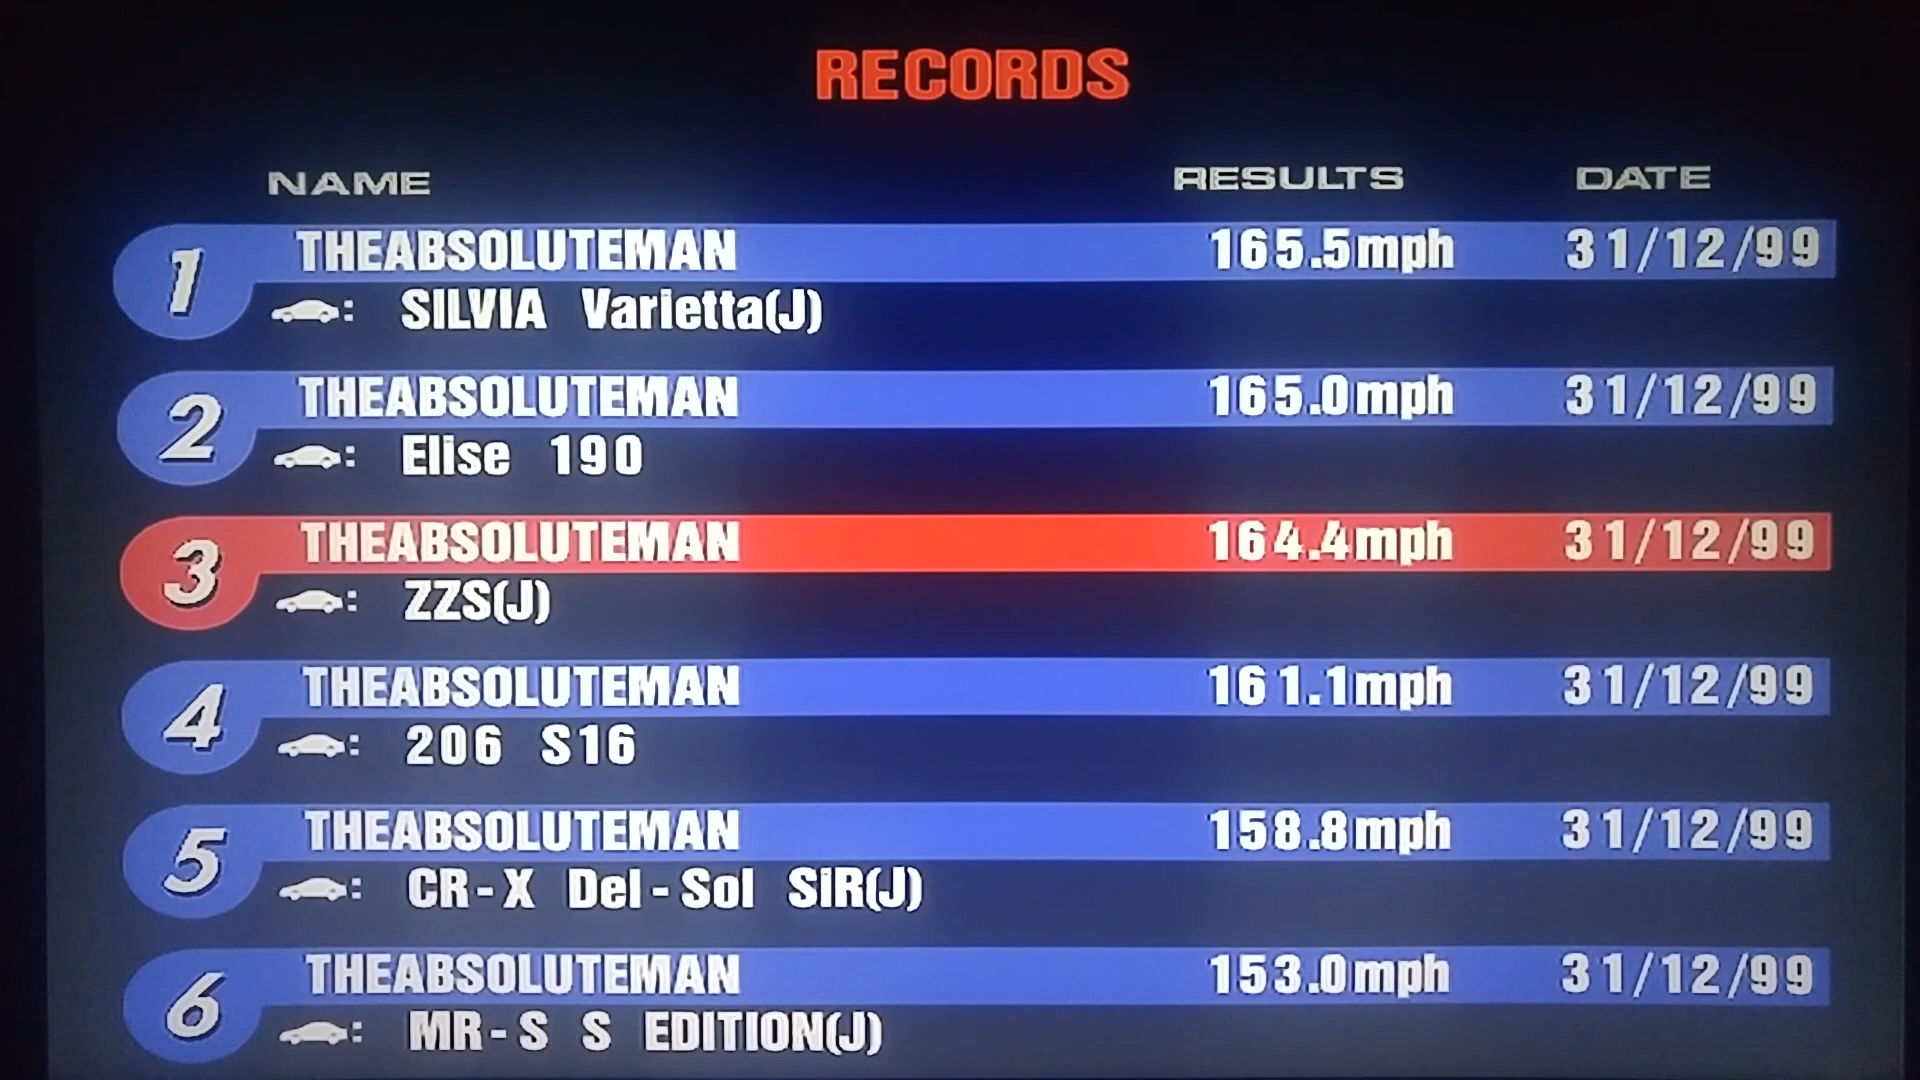 RECORDS
NAME RESULTS DATE
1 THEABSOLUTEMAN 165.5mph 31/12/99
: SILVIA Varietta(J)
2 THEABSOLUTEMAN 165.0mph 31/12/99
: Elise 190
3 THEABSOLUTEMAN 164.4mph 31/12/99
: ZZS(J)
4 THEABSOLUTEMAN 161.1mph 31/12/99
: 206 S16
5 THEABSOLUTEMAN 158.8mph 31/12/99
: CR-X Del-Sol SiR(J)
6 THEABSOLUTEMAN 153.0mph 31/12/99
: MR-S S EDITION(J)